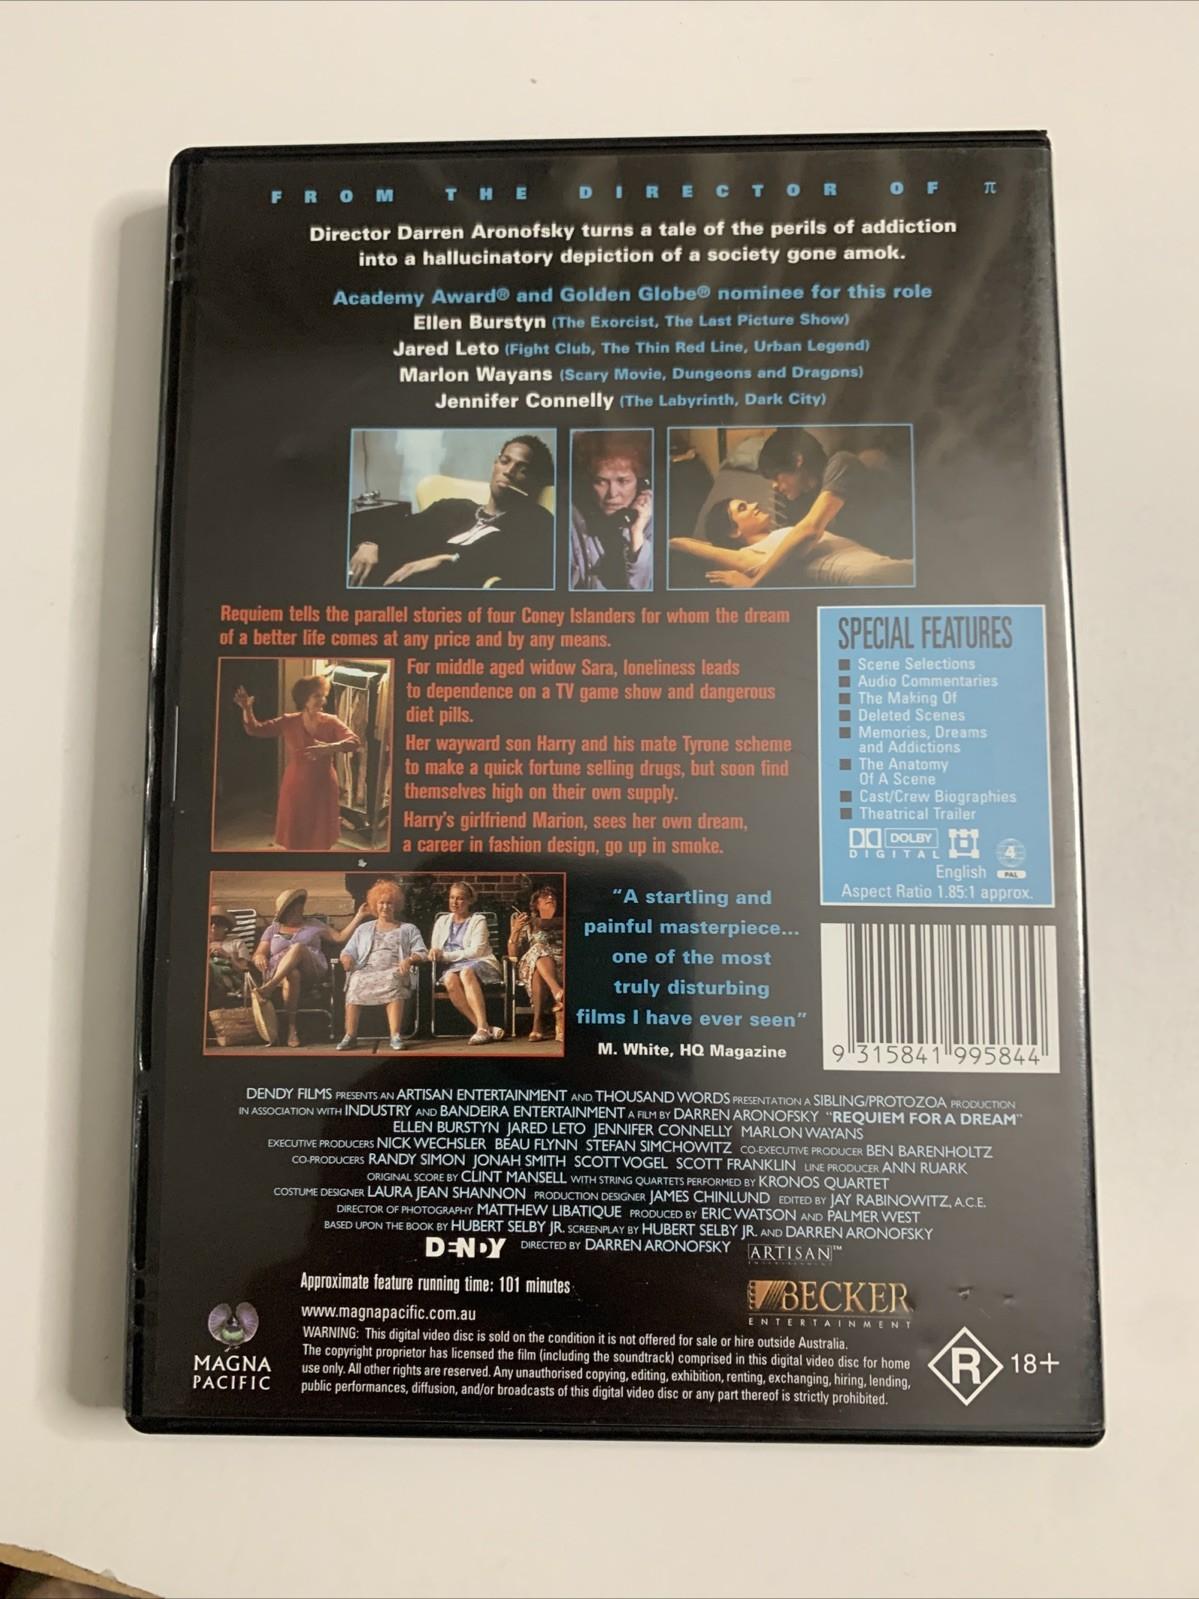 FROM THE DIRECTOR OF π
Director Darren Aronofsky turns a tale of the perils of addiction
into a hallucinatory depiction of a society gone amok.
Academy Award® and Golden Globe® nominee for this role
Ellen Burstyn (The Exorcist, The Last Picture Show)
Jared Leto (Fight Club, The Thin Red Line, Urban Legend)
Marlon Wayans (Scary Movie, Dungeons and Dragons)
Jennifer Connelly (The Labyrinth, Dark City)
Requiem tells the parallel stories of four Coney Islanders for whom the dream
of a better life comes at any price and by any means.
For middle aged widow Sara, loneliness leads
to dependence on a TV game show and dangerous
diet pills.
Her wayward son Harry and his mate Tyrone scheme
to make a quick fortune selling drugs, but soon find
themselves high on their own supply.
Harry's girlfriend Marion, sees her own dream,
a career in fashion design, go up in smoke.
SPECIAL FEATURES
Scene Selections
Audio Commentaries
The Making Of
Deleted Scenes
Memories, Dreams
and Addictions
The Anatomy
Of A Scene
Cast/Crew Biographies
Theatrical Trailer
DOLBY
DIGITAL
4
English PAL
Aspect Ratio 1.85:1 approx.
"A startling and
painful masterpiece...
one of the most
truly disturbing
films I have ever seen"
M. White, HQ Magazine
9 315841 995844
DENDY FILMS PRESENTS AN ARTISAN ENTERTAINMENT AND THOUSAND WORDS PRESENTATION A SIBLING/PROTOZOA PRODUCTION
IN ASSOCIATION WITH INDUSTRY AND BANDEIRA ENTERTAINMENT A FILM BY DARREN ARONOFSKY "REQUIEM FOR A DREAM"
ELLEN BURSTYN JARED LETO JENNIFER CONNELLY MARLON WAYANS
EXECUTIVE PRODUCERS NICK WECHSLER BEAU FLYNN STEFAN SIMCHOWITZ CO-EXECUTIVE PRODUCER BEN BARENHOLTZ
CO-PRODUCERS RANDY SIMON JONAH SMITH SCOTT VOGEL SCOTT FRANKLIN LINE PRODUCER ANN RUARK
ORIGINAL SCORE BY CLINT MANSELL WITH STRING QUARTETS PERFORMED BY KRONOS QUARTET
COSTUME DESIGNER LAURA JEAN SHANNON PRODUCTION DESIGNER JAMES CHINLUND EDITED BY JAY RABINOWITZ, A.C.E.
DIRECTOR OF PHOTOGRAPHY MATTHEW LIBATIQUE PRODUCED BY ERIC WATSON AND PALMER WEST
BASED UPON THE BOOK BY HUBERT SELBY JR. SCREENPLAY BY HUBERT SELBY JR. AND DARREN ARONOFSKY
DENDY DIRECTED BY DARREN ARONOFSKY ARTISAN™
ENTERTAINMENT
Approximate feature running time: 101 minutes
BECKER
ENTERTAINMENT
www.magnapacific.com.au
WARNING: This digital video disc is sold on the condition it is not offered for sale or hire outside Australia.
The copyright proprietor has licensed the film (including the soundtrack) comprised in this digital video disc for home
use only. All other rights are reserved. Any unauthorised copying, editing, exhibition, renting, exchanging, hiring, lending,
public performances, diffusion, and/or broadcasts of this digital video disc or any part thereof is strictly prohibited.
MAGNA
PACIFIC
R 18+